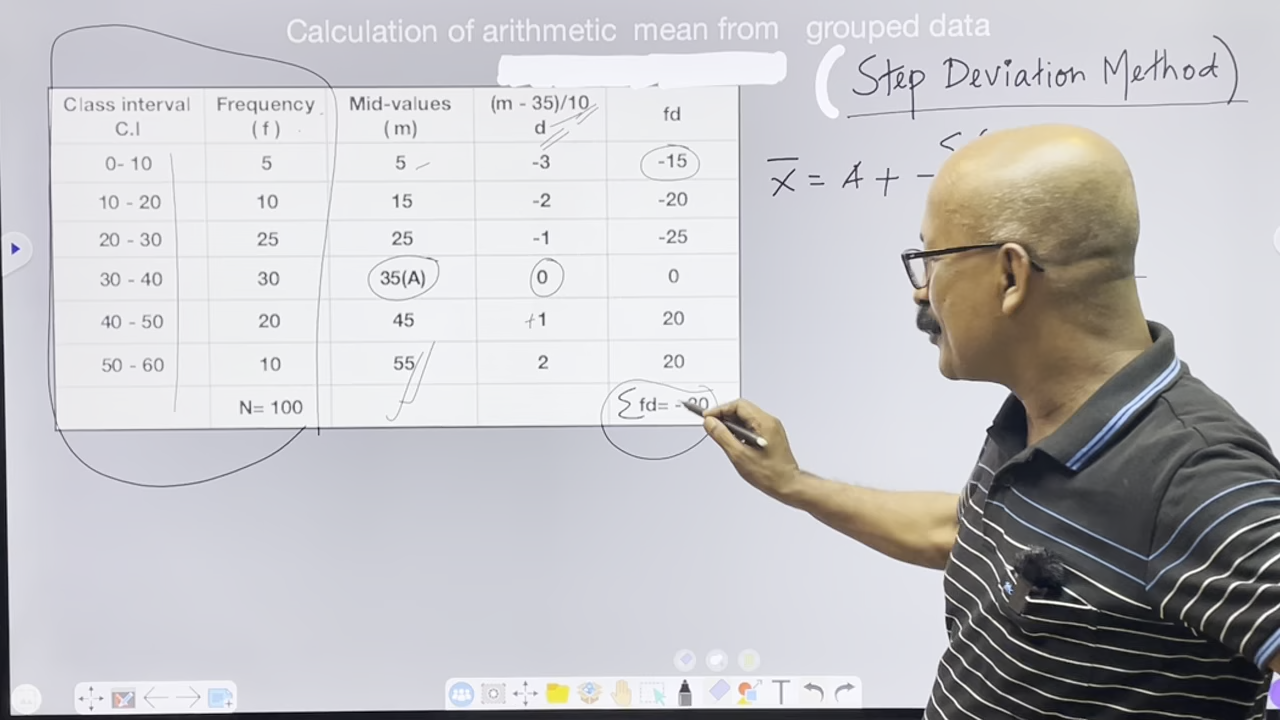 Calculation of arithmetic mean from grouped data
(Step Deviation Method)
Class interval C.I Frequency (f) Mid-values (m) (m - 35)/10 d fd
0- 10 5 5 -3 -15
10 - 20 10 15 -2 -20
20 - 30 25 25 -1 -25
30 - 40 30 35(A) 0 0
40 - 50 20 45 +1 20
50 - 60 10 55 2 20
N= 100 ∑fd= -20
x̄ = A + -